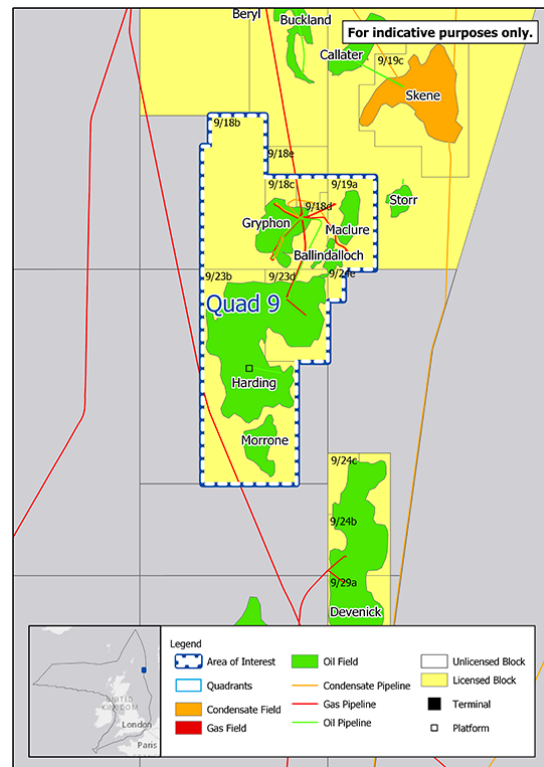 Beryl
Buckland
For indicative purposes only.
Callater
9/19c
Skene
9/18b
9/18e
9/18c
9/19a
9/18d
Storr
Gryphon
Maclure
Ballindalloch
9/23b
9/23d
9/24e
Quad 9
Harding
Morrone
9/24c
9/24b
9/29a
Devenick
UNITED
KINGDOM
London
Paris
Legend
Area of Interest
Quadrants
Condensate Field
Gas Field
Oil Field
Condensate Pipeline
Gas Pipeline
Oil Pipeline
Unlicensed Block
Licensed Block
Terminal
Platform